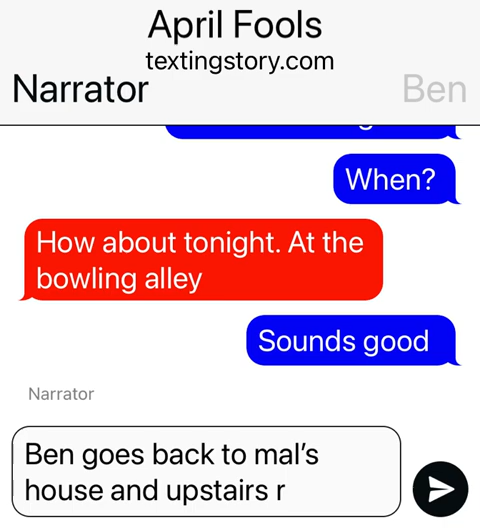 April Fools
textingstory.com
Narrator Ben
When?
How about tonight. At the
bowling alley
Sounds good
Narrator
Ben goes back to mal’s
house and upstairs r